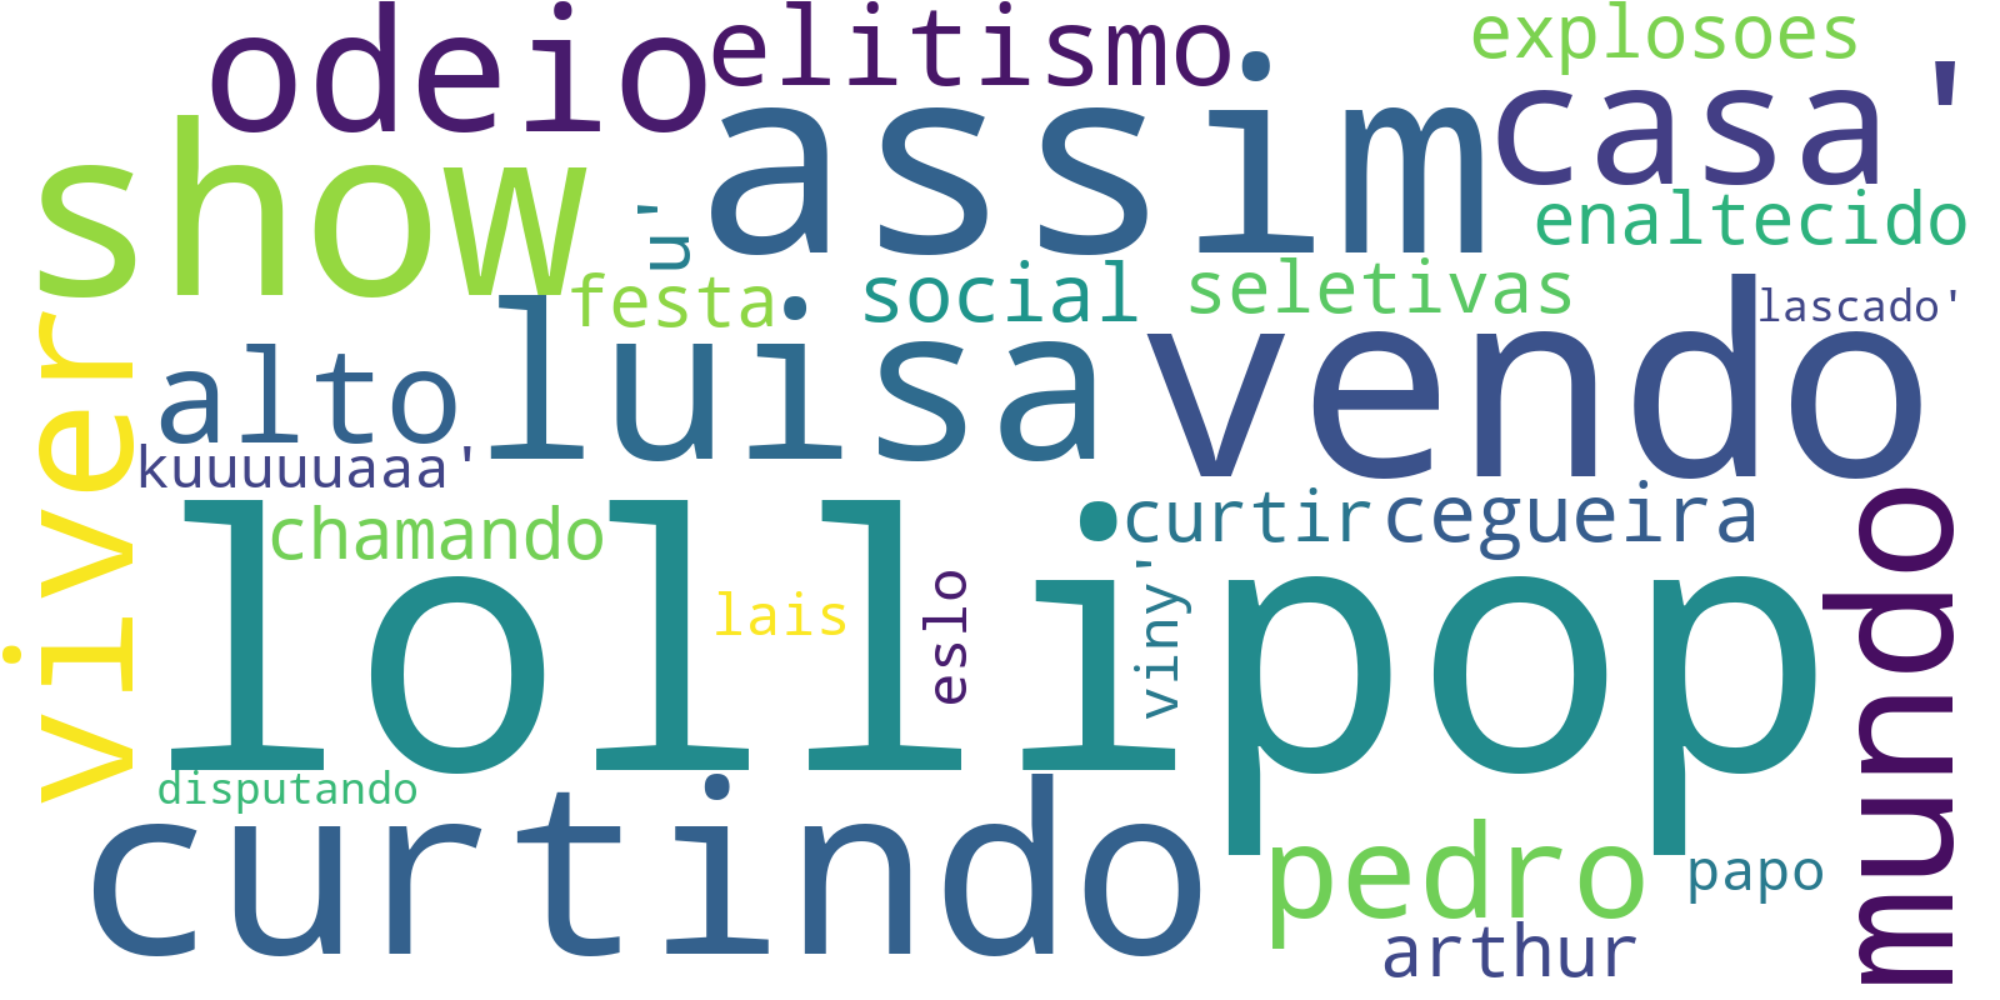 odeio
elitismo
explosoes
assim
casa'
show
u'
enaltecido
festa
social
seletivas
lascado'
luisa
vendo
alto
viver
kuuuuuaaa'
lollipop
chamando
curtir
cegueira
lais
eslo
viny'
mundo
disputando
curtindo
pedro
papo
arthur